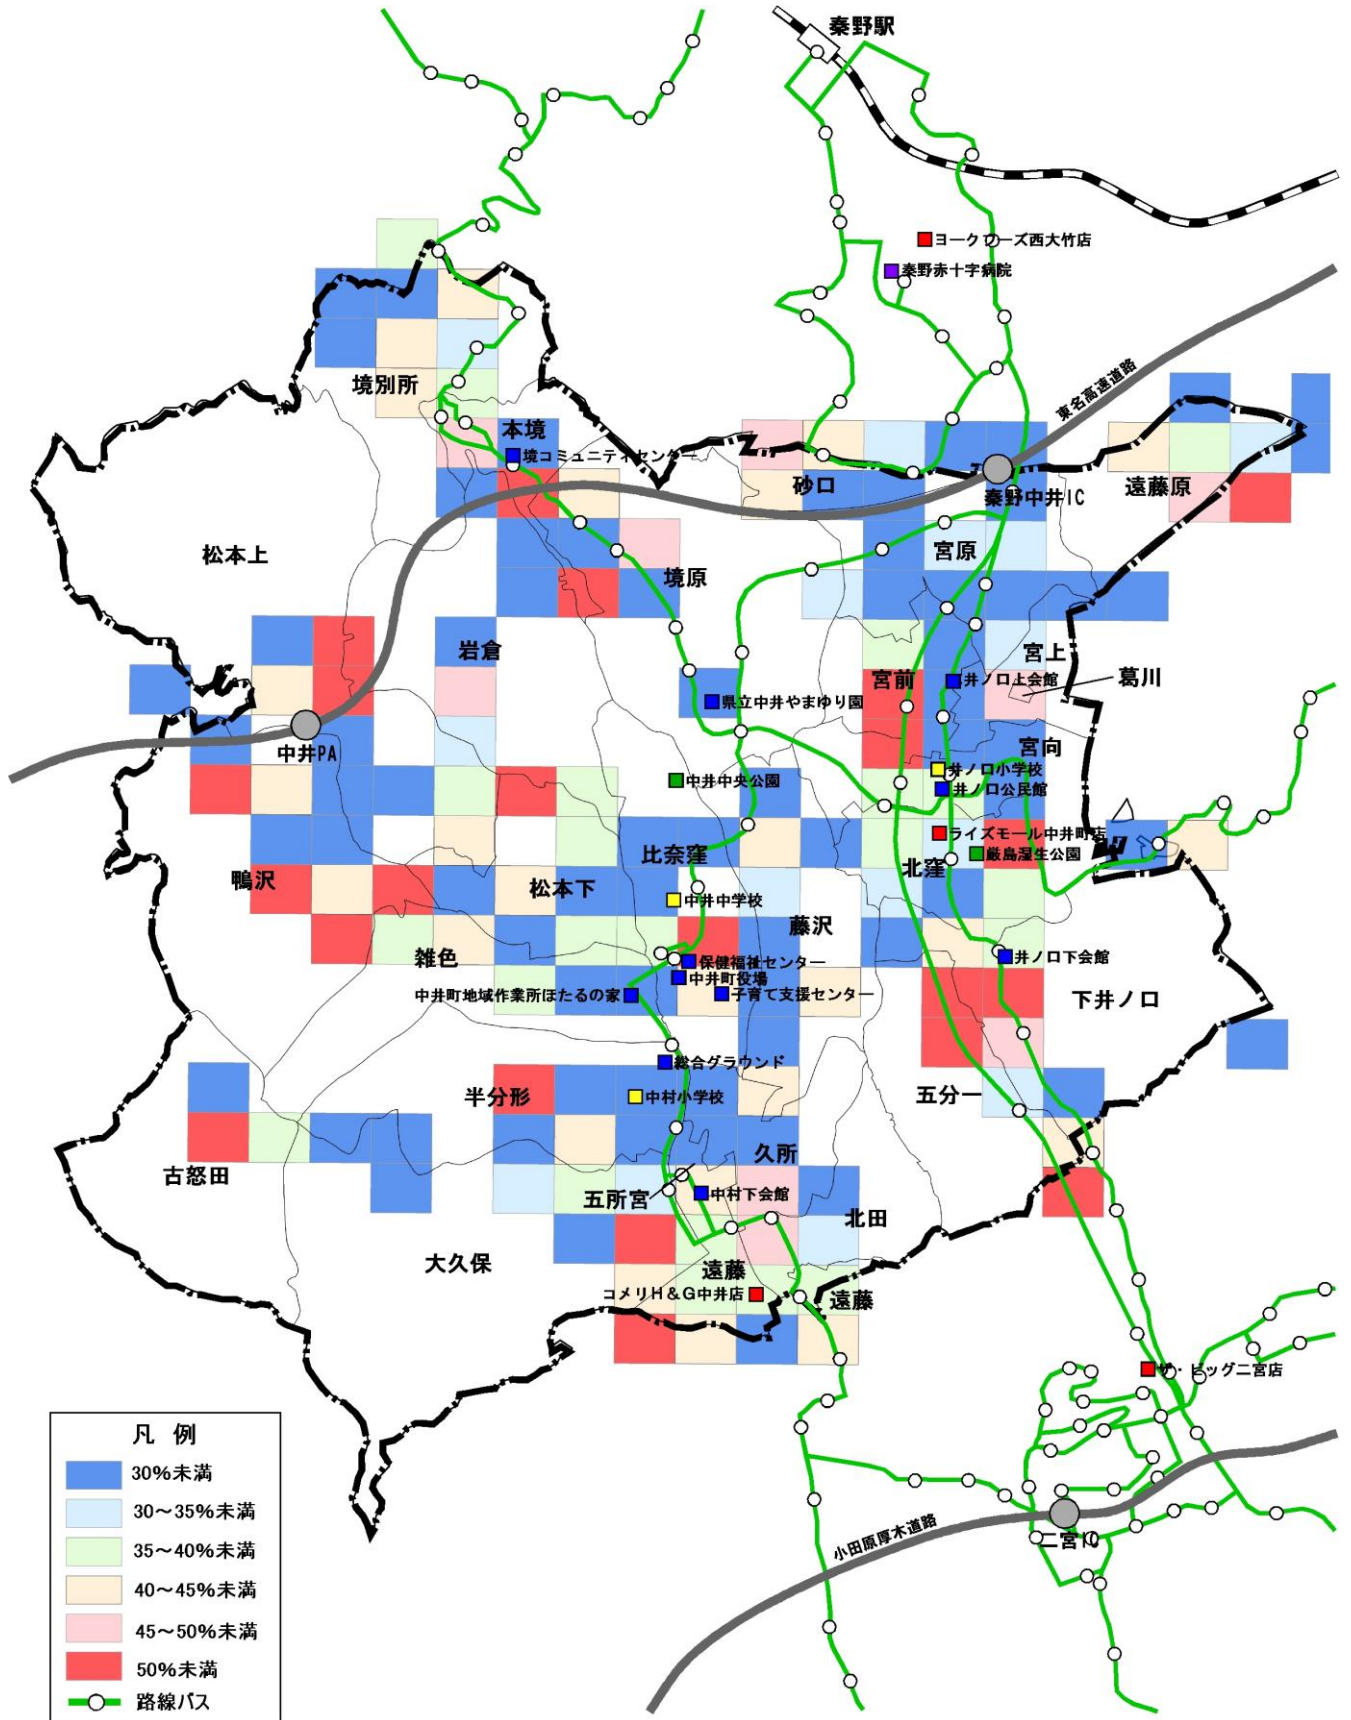 秦野駅
ヨークフーズ西大竹店
秦野赤十字病院
東名高速道路
境別所
本境
境コミュニティセンター
砂口
秦野中井IC
遠藤原
松本上
宮原
境原
岩倉
宮上
宮前
井ノ口上会館
葛川
県立中井やまゆり園
宮向
中井PA
井ノ口小学校
中井中央公園
井ノ口公民館
ライズモール中井町店
比奈窪
厳島湿生公園
北窪
鴨沢
松本下
中井中学校
藤沢
雑色
保健福祉センター
井ノ口下会館
中井町役場
中井町地域作業所ほたるの家
子育て支援センター
下井ノ口
総合グラウンド
半分形
中村小学校
五分一
久所
古怒田
五所宮
中村下会館
北田
大久保
遠藤
コメリH&G中井店
遠藤
ザ・ビッグ二宮店
小田原厚木道路
二宮IC
凡 例
30%未満
30～35%未満
35～40%未満
40～45%未満
45～50%未満
50%未満
路線バス